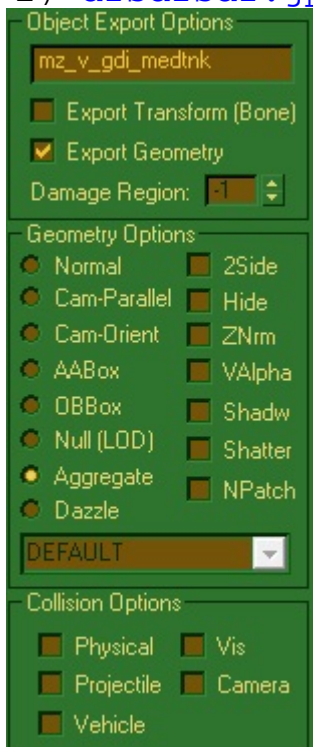 Object Export Options
mz_v_gdi_medtnk
Export Transform (Bone)
Export Geometry
Damage Region: -1
Geometry Options
Normal 2Side
Cam-Parallel Hide
Cam-Orient ZNrm
AABox VAlpha
OBBox Shadw
Null (LOD) Shatter
Aggregate NPatch
Dazzle
DEFAULT
Collision Options
Physical Vis
Projectile Camera
Vehicle